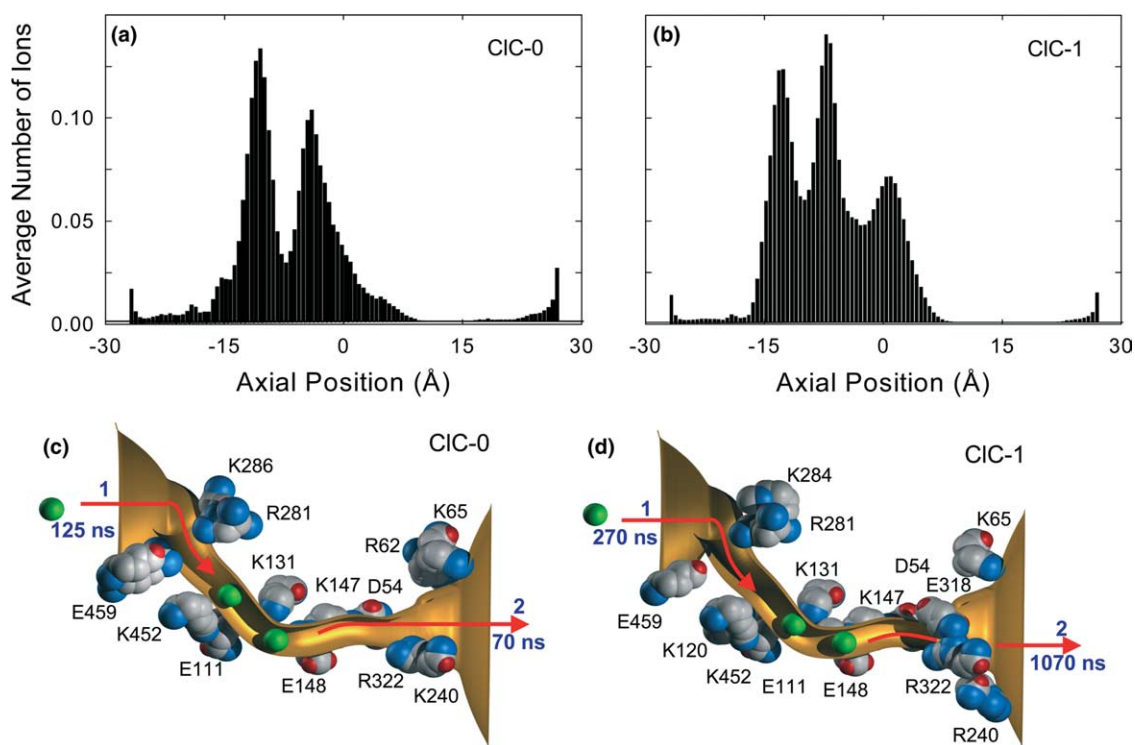 (a)
ClC-0
Average Number of Ions
0.10
0.05
0.00
-30
-15
0
15
30
Axial Position (Å)
(b)
ClC-1
-30
-15
0
15
30
Axial Position (Å)
(c)
ClC-0
K286
1
R281
K65
125 ns
K131
R62
K147
D54
2
E459
70 ns
K452
E111
E148
R322
K240
(d)
ClC-1
K284
1
R281
K65
270 ns
K131
D54
K147
E318
E459
2
K120
1070 ns
K452
E111
E148
R322
R240